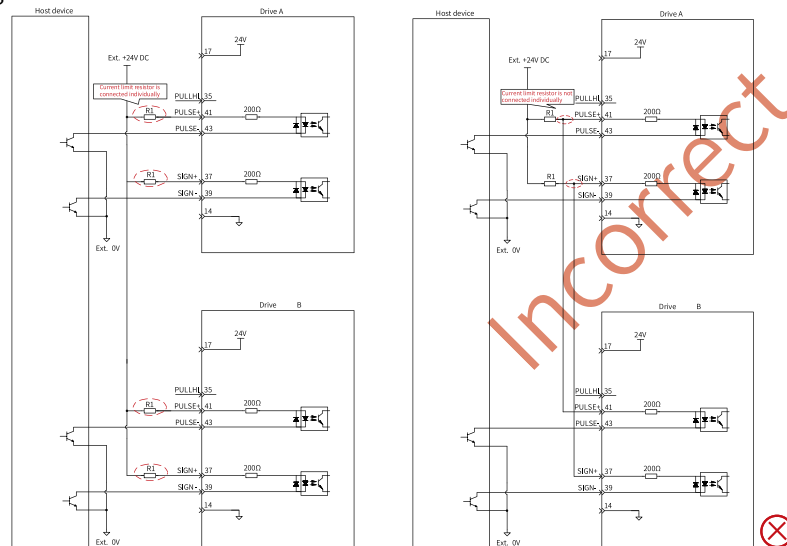 Host device
Drive A
24V
17
Ext. +24V DC
Current limit resistor is
connected individually
PULLHI
35
R1
PULSE+
41
200Ω
PULSE-
43
R1
SIGN+
37
200Ω
SIGN-
39
14
Ext. 0V
Drive B
24V
17
PULLHI
35
R1
PULSE+
41
200Ω
PULSE-
43
R1
SIGN+
37
200Ω
SIGN-
39
14
Ext. 0V
Host device
Drive A
24V
17
Ext. +24V DC
Current limit resistor is not
connected individually
PULLHI
35
R1
PULSE+
41
200Ω
PULSE-
43
R1
SIGN+
37
200Ω
SIGN-
39
14
Ext. 0V
Incorrect
Drive B
24V
17
PULLHI
35
PULSE+
41
200Ω
PULSE-
43
SIGN+
37
200Ω
SIGN-
39
14
Ext. 0V